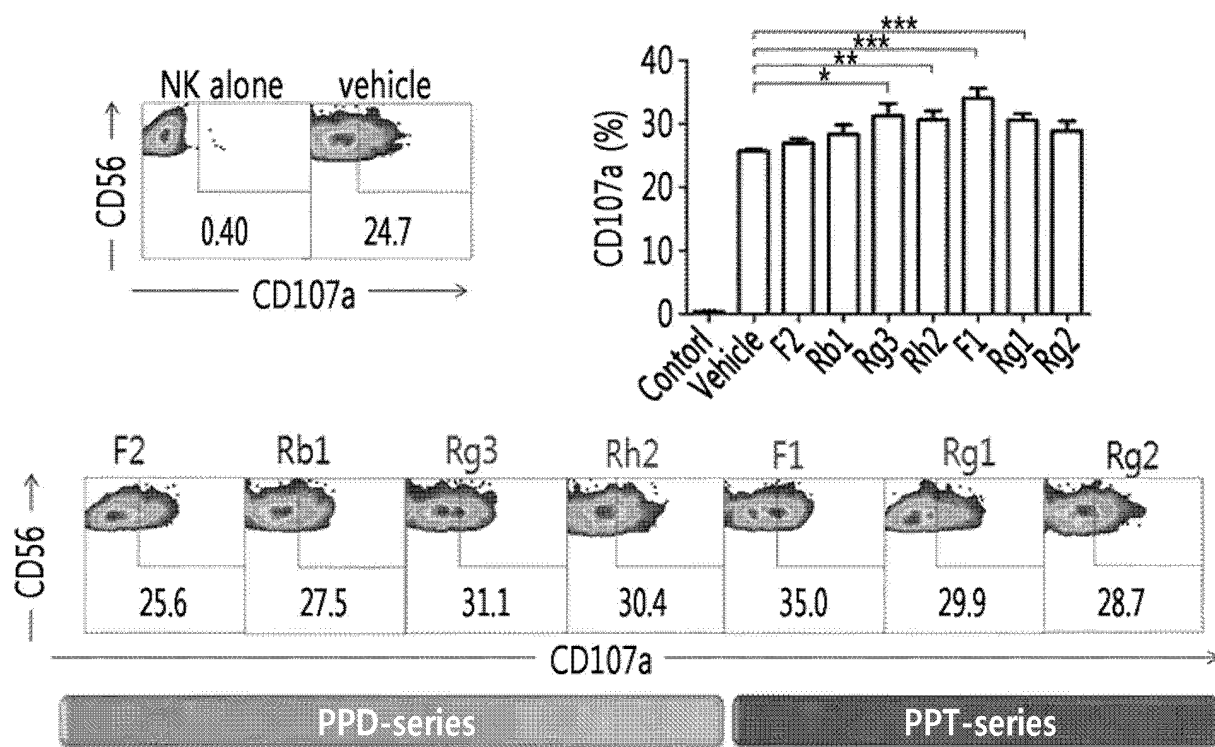 NK alone vehicle
CD56
0.40 24.7
CD107a
***
***
**
*
CD107a (%)
40
30
20
10
0
Contorl Vehicle F2 Rb1 Rg3 Rh2 F1 Rg1 Rg2
F2 Rb1 Rg3 Rh2 F1 Rg1 Rg2
CD56
25.6 27.5 31.1 30.4 35.0 29.9 28.7
CD107a
PPD-series PPT-series